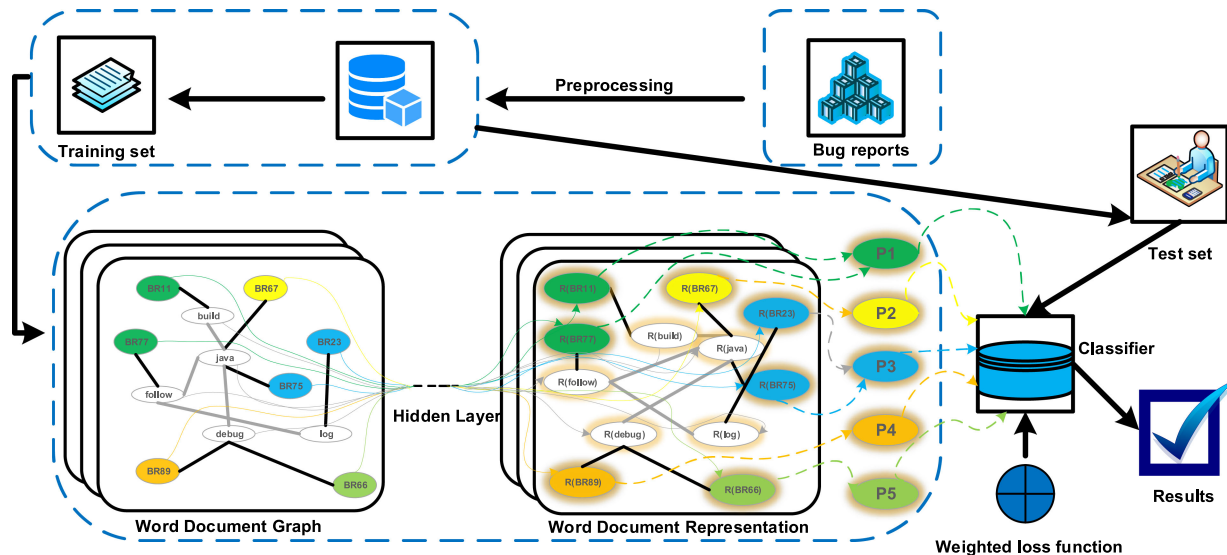 Preprocessing
Training set
Bug reports
Test set
BR11
BR67
build
BR77
java
BR23
BR75
follow
debug
log
BR89
BR66
Word Document Graph
Hidden Layer
R(BR11)
R(BR67)
R(BR23)
R(BR77)
R(build)
R(java)
R(follow)
R(BR75)
R(debug)
R(log)
R(BR89)
R(BR66)
Word Document Representation
P1
P2
P3
P4
P5
Classifier
Results
Weighted loss function